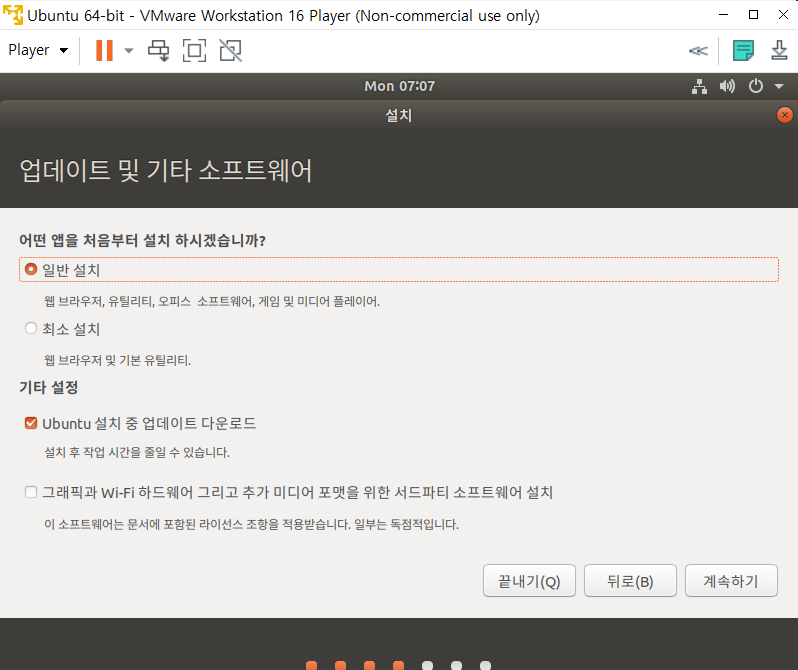 Ubuntu 64-bit - VMware Workstation 16 Player (Non-commercial use only)
Player
Mon 07:07
설치
업데이트 및 기타 소프트웨어
어떤 앱을 처음부터 설치 하시겠습니까?
일반 설치
웹 브라우저, 유틸리티, 오피스 소프트웨어, 게임 및 미디어 플레이어.
최소 설치
웹 브라우저 및 기본 유틸리티.
기타 설정
Ubuntu 설치 중 업데이트 다운로드
설치 후 작업 시간을 줄일 수 있습니다.
그래픽과 Wi-Fi 하드웨어 그리고 추가 미디어 포맷을 위한 서드파티 소프트웨어 설치
이 소프트웨어는 문서에 포함된 라이선스 조항을 적용받습니다. 일부는 독점적입니다.
끝내기(Q) 뒤로(B) 계속하기